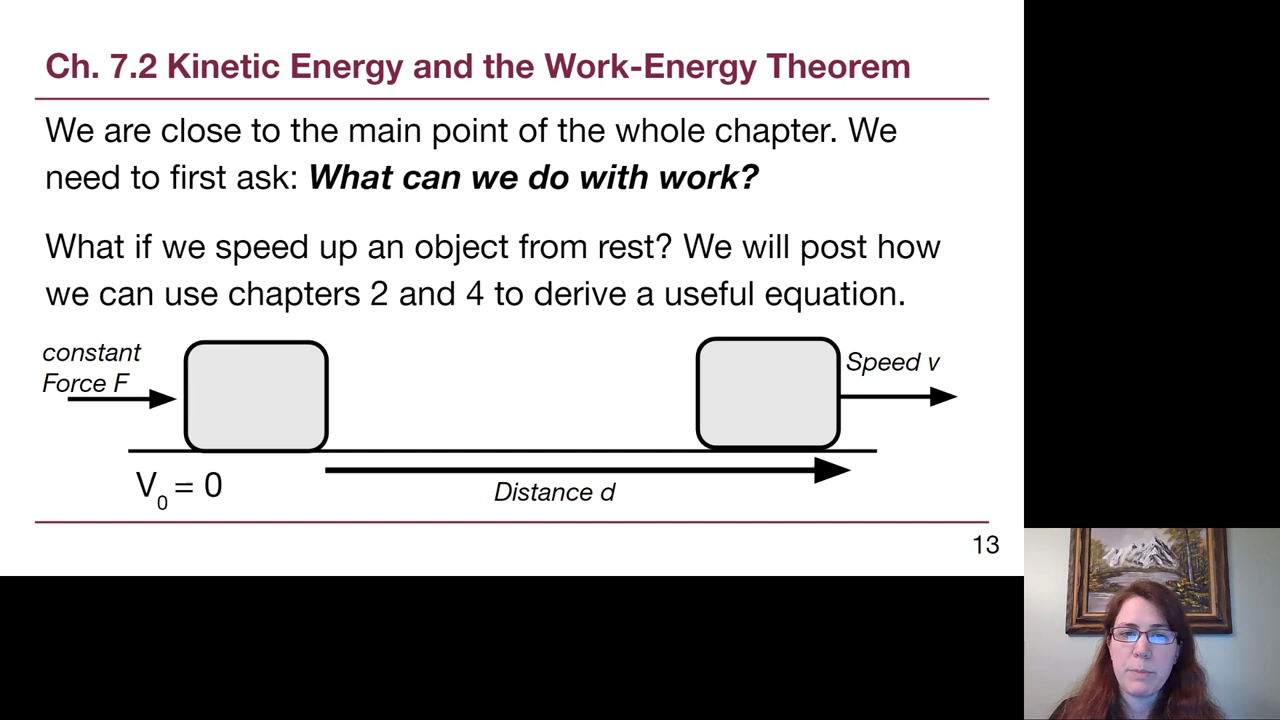 Ch. 7.2 Kinetic Energy and the Work-Energy Theorem
We are close to the main point of the whole chapter. We
need to first ask: What can we do with work?
What if we speed up an object from rest? We will post how
we can use chapters 2 and 4 to derive a useful equation.
constant
Force F
Speed v
V₀ = 0
Distance d
13